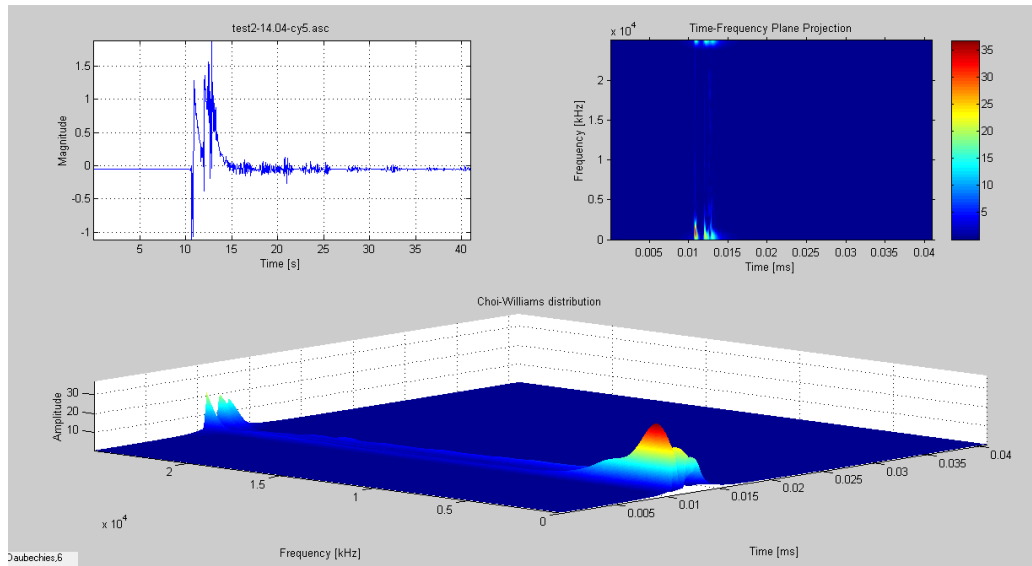 test2-14.04-cy5.asc
1.5
1
0.5
0
-0.5
-1
Magnitude
5 10 15 20 25 30 35 40
Time [s]
Time-Frequency Plane Projection
x 10^4
2
1.5
1
0.5
0
Frequency [kHz]
0.005 0.01 0.015 0.02 0.025 0.03 0.035 0.04
Time [ms]
35
30
25
20
15
10
5
Choi-Williams distribution
30
20
10
Amplitude
2 1.5 1 0.5 0
x 10^4
Frequency [kHz]
0.005 0.01 0.015 0.02 0.025 0.03 0.035 0.04
Time [ms]
Daubechies,6